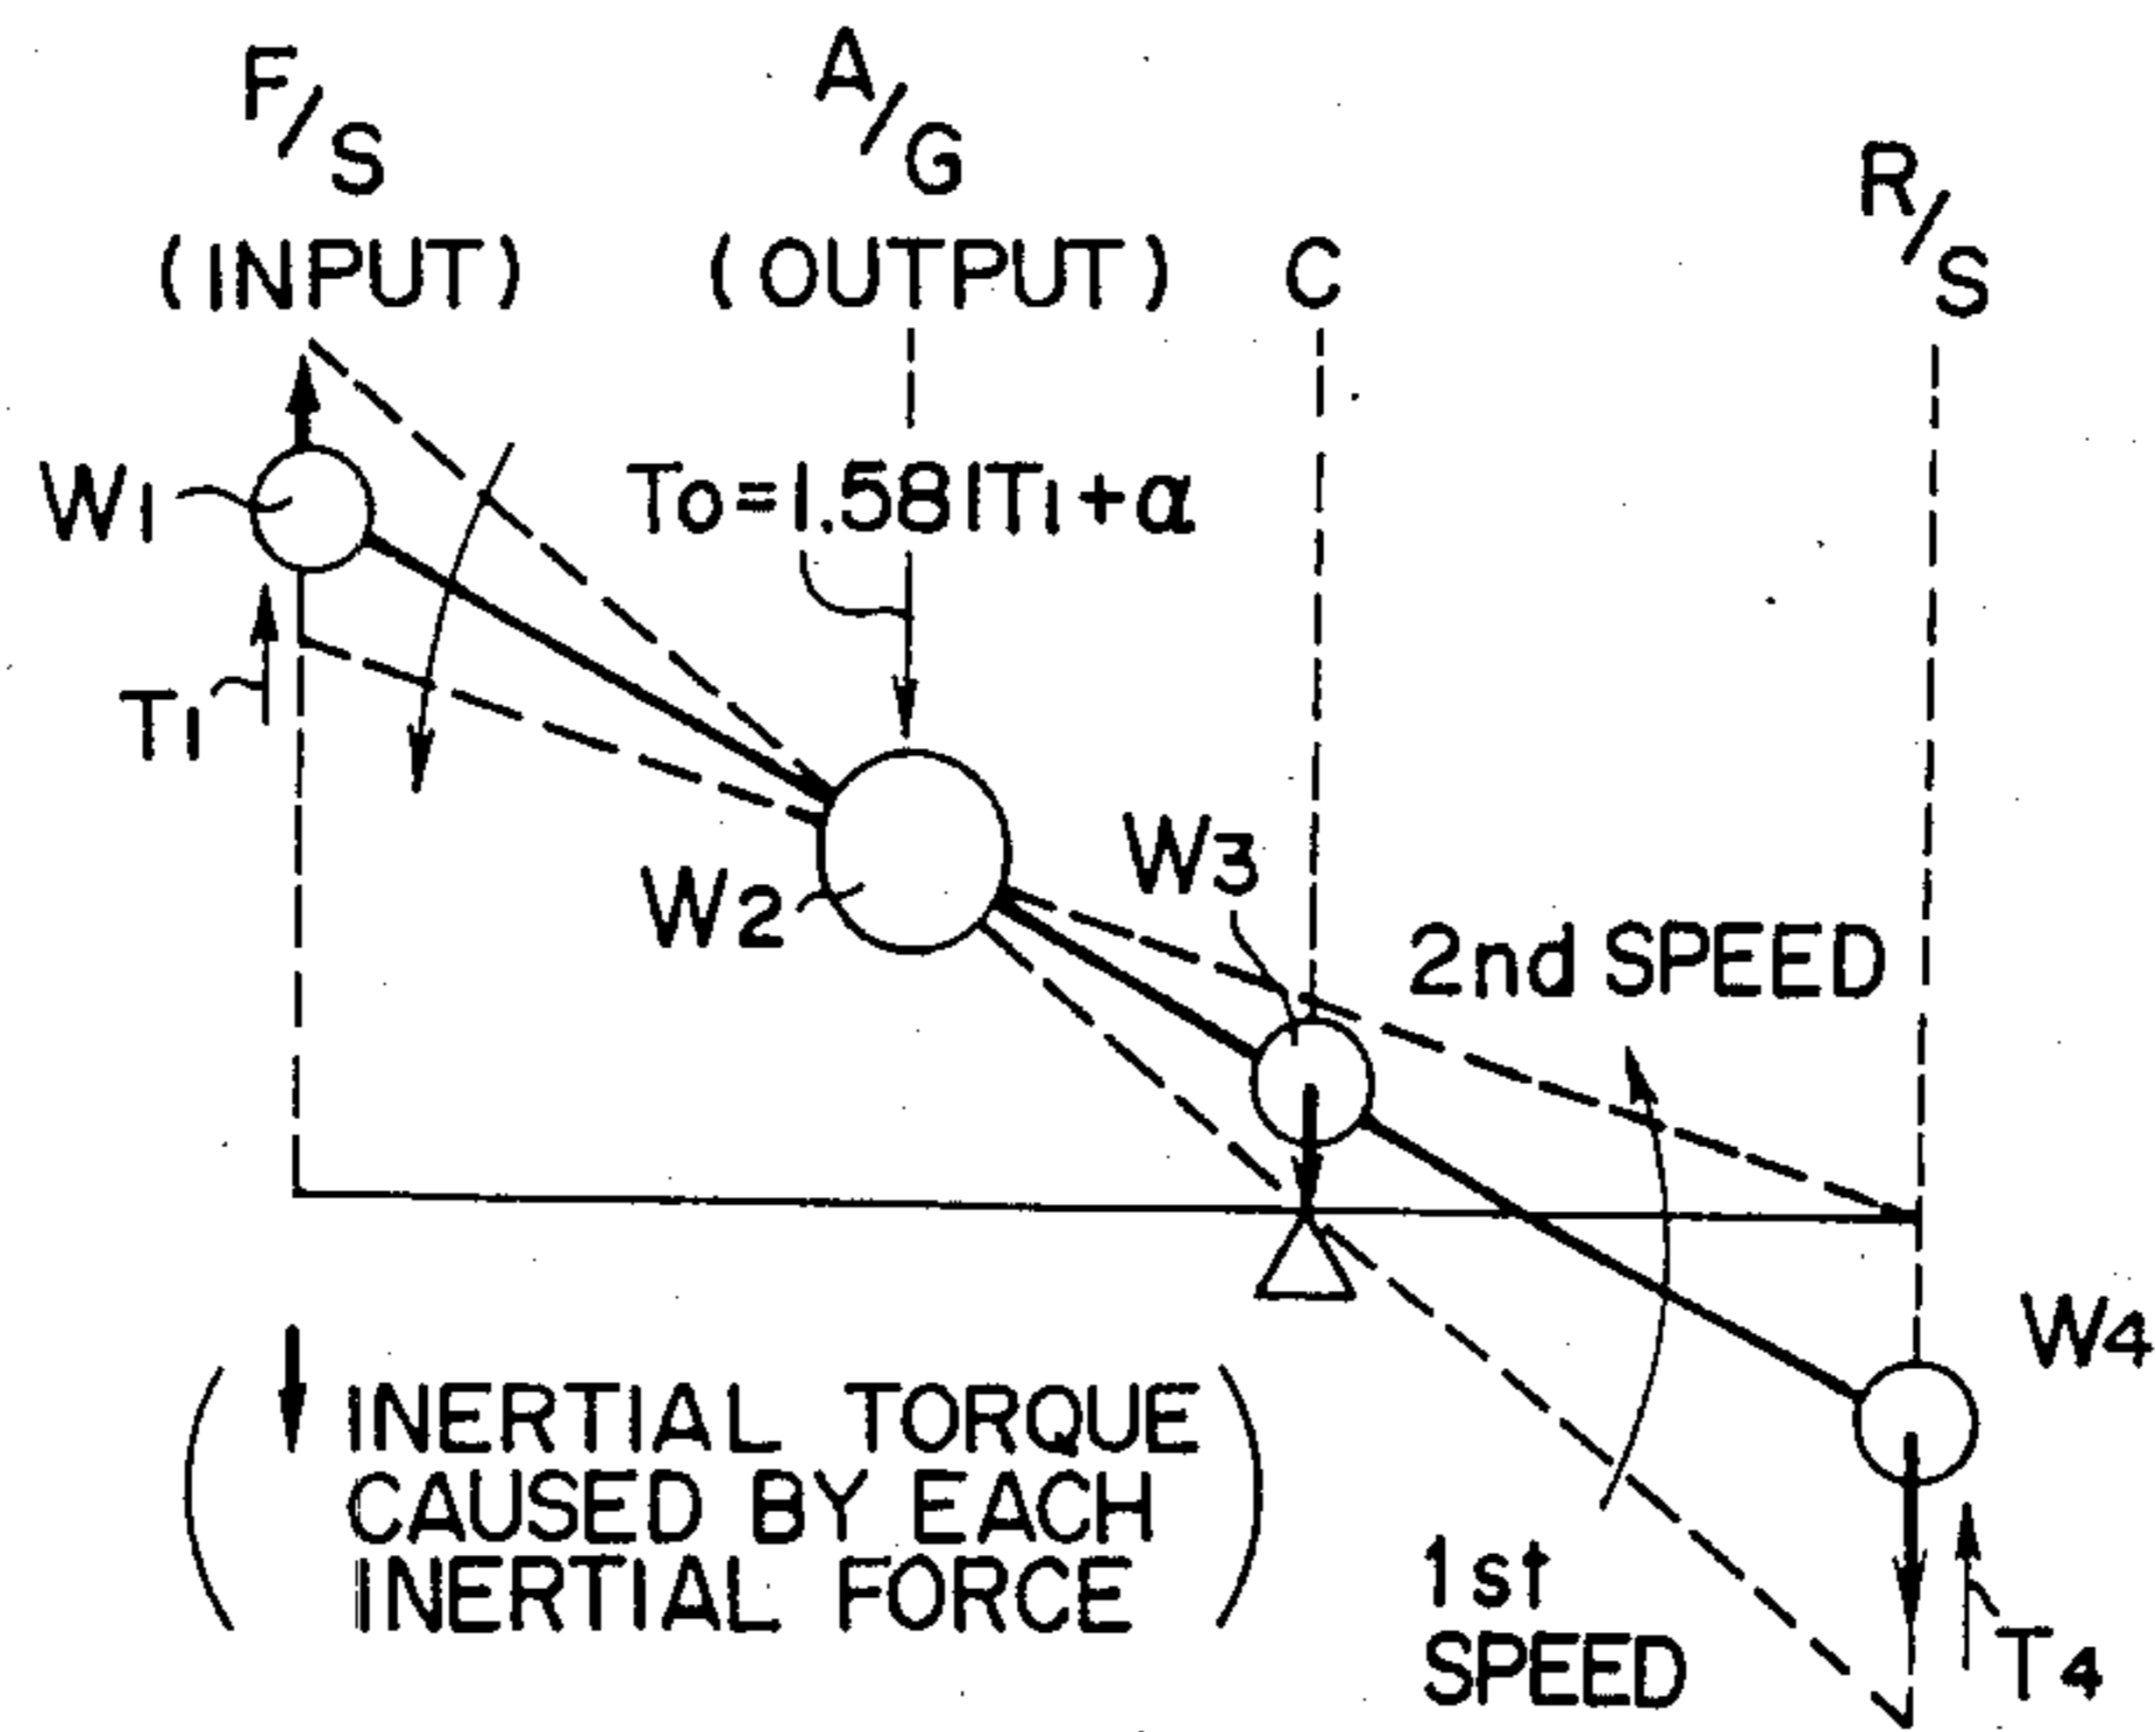 F/S
(INPUT)
A/G
(OUTPUT)
C
R/S
W1
To=1.581T1+α
T1
W2
W3
2nd SPEED
W4
INERTIAL TORQUE
CAUSED BY EACH
INERTIAL FORCE
1st
SPEED
T4